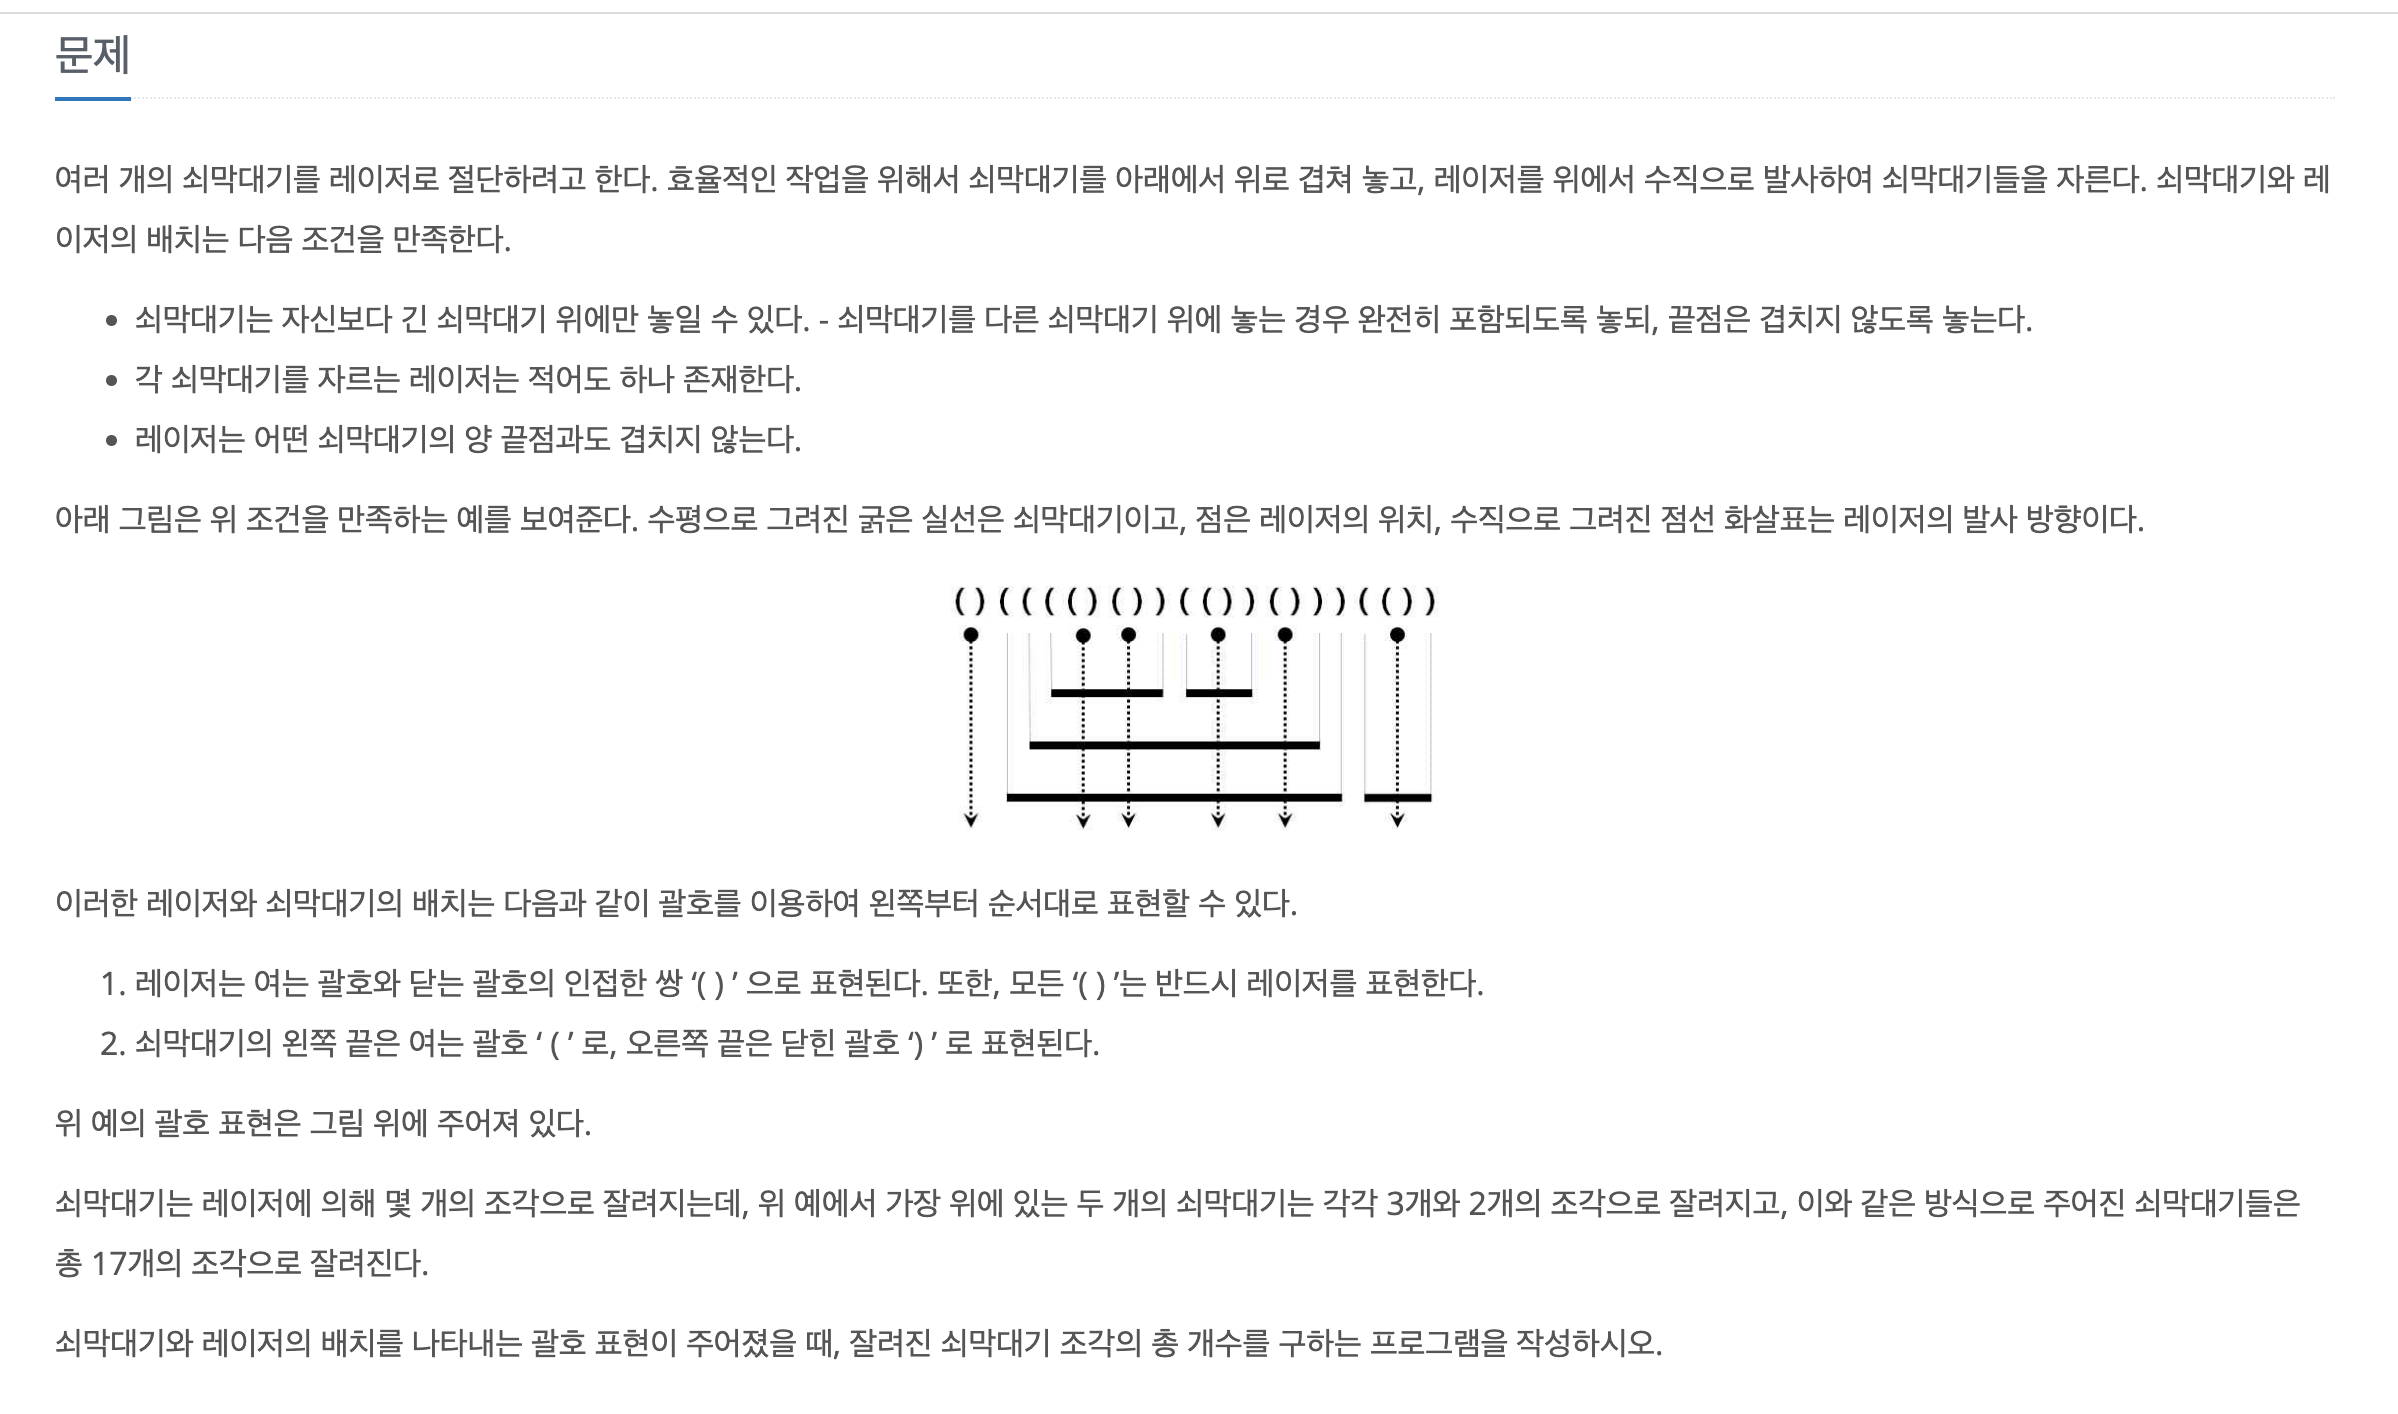 문제
여러 개의 쇠막대기를 레이저로 절단하려고 한다. 효율적인 작업을 위해서 쇠막대기를 아래에서 위로 겹쳐 놓고, 레이저를 위에서 수직으로 발사하여 쇠막대기들을 자른다. 쇠막대기와 레
이저의 배치는 다음 조건을 만족한다.
• 쇠막대기는 자신보다 긴 쇠막대기 위에만 놓일 수 있다. - 쇠막대기를 다른 쇠막대기 위에 놓는 경우 완전히 포함되도록 놓되, 끝점은 겹치지 않도록 놓는다.
• 각 쇠막대기를 자르는 레이저는 적어도 하나 존재한다.
• 레이저는 어떤 쇠막대기의 양 끝점과도 겹치지 않는다.
아래 그림은 위 조건을 만족하는 예를 보여준다. 수평으로 그려진 굵은 실선은 쇠막대기이고, 점은 레이저의 위치, 수직으로 그려진 점선 화살표는 레이저의 발사 방향이다.
( ) ( ( ( ( ) ( ) ) ( ( ) ) ( ) ) ) ( ( ) )
이러한 레이저와 쇠막대기의 배치는 다음과 같이 괄호를 이용하여 왼쪽부터 순서대로 표현할 수 있다.
1. 레이저는 여는 괄호와 닫는 괄호의 인접한 쌍 ‘( ) ’ 으로 표현된다. 또한, 모든 ‘( ) ’는 반드시 레이저를 표현한다.
2. 쇠막대기의 왼쪽 끝은 여는 괄호 ‘ ( ’ 로, 오른쪽 끝은 닫힌 괄호 ‘) ’ 로 표현된다.
위 예의 괄호 표현은 그림 위에 주어져 있다.
쇠막대기는 레이저에 의해 몇 개의 조각으로 잘려지는데, 위 예에서 가장 위에 있는 두 개의 쇠막대기는 각각 3개와 2개의 조각으로 잘려지고, 이와 같은 방식으로 주어진 쇠막대기들은
총 17개의 조각으로 잘려진다.
쇠막대기와 레이저의 배치를 나타내는 괄호 표현이 주어졌을 때, 잘려진 쇠막대기 조각의 총 개수를 구하는 프로그램을 작성하시오.